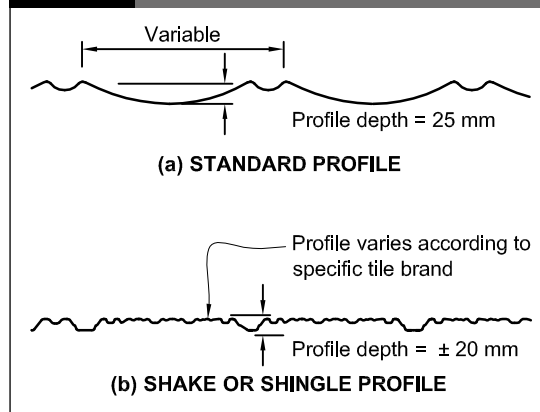 Variable
Profile depth = 25 mm
(a) STANDARD PROFILE
Profile varies according to
specific tile brand
Profile depth = ± 20 mm
(b) SHAKE OR SHINGLE PROFILE